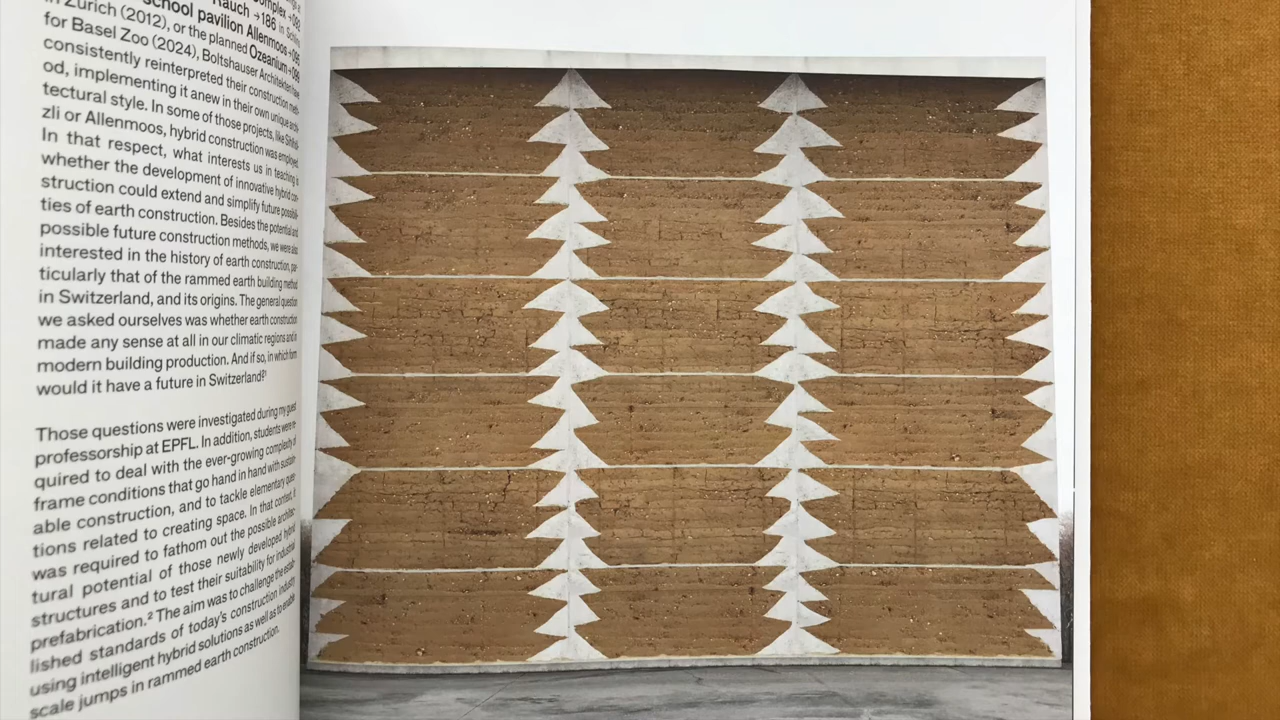 omplex →09
Rauch →186 in Schlins
school pavilion Allenmoos →09
in Zurich (2012), or the planned Ozeanium →09
for Basel Zoo (2024), Boltshauser Architekten have
consistently reinterpreted their construction meth-
od, implementing it anew in their own unique archi-
tectural style. In some of those projects, like Sihlhöl-
zli or Allenmoos, hybrid construction was employed.
In that respect, what interests us in teaching is
whether the development of innovative hybrid con-
struction could extend and simplify future possibili-
ties of earth construction. Besides the potential and
possible future construction methods, we were also
interested in the history of earth construction, par-
ticularly that of the rammed earth building method
in Switzerland, and its origins. The general question
we asked ourselves was whether earth construction
made any sense at all in our climatic regions and in
modern building production. And if so, in which form
would it have a future in Switzerland?¹
Those questions were investigated during my guest
professorship at EPFL. In addition, students were re-
quired to deal with the ever-growing complexity of
frame conditions that go hand in hand with sustain-
able construction, and to tackle elementary ques-
tions related to creating space. In that context, it
was required to fathom out the possible architec-
tural potential of those newly developed hybrid
structures and to test their suitability for industrial
prefabrication.² The aim was to challenge the estab-
lished standards of today's construction industry
using intelligent hybrid solutions as well as to enable
scale jumps in rammed earth construction.